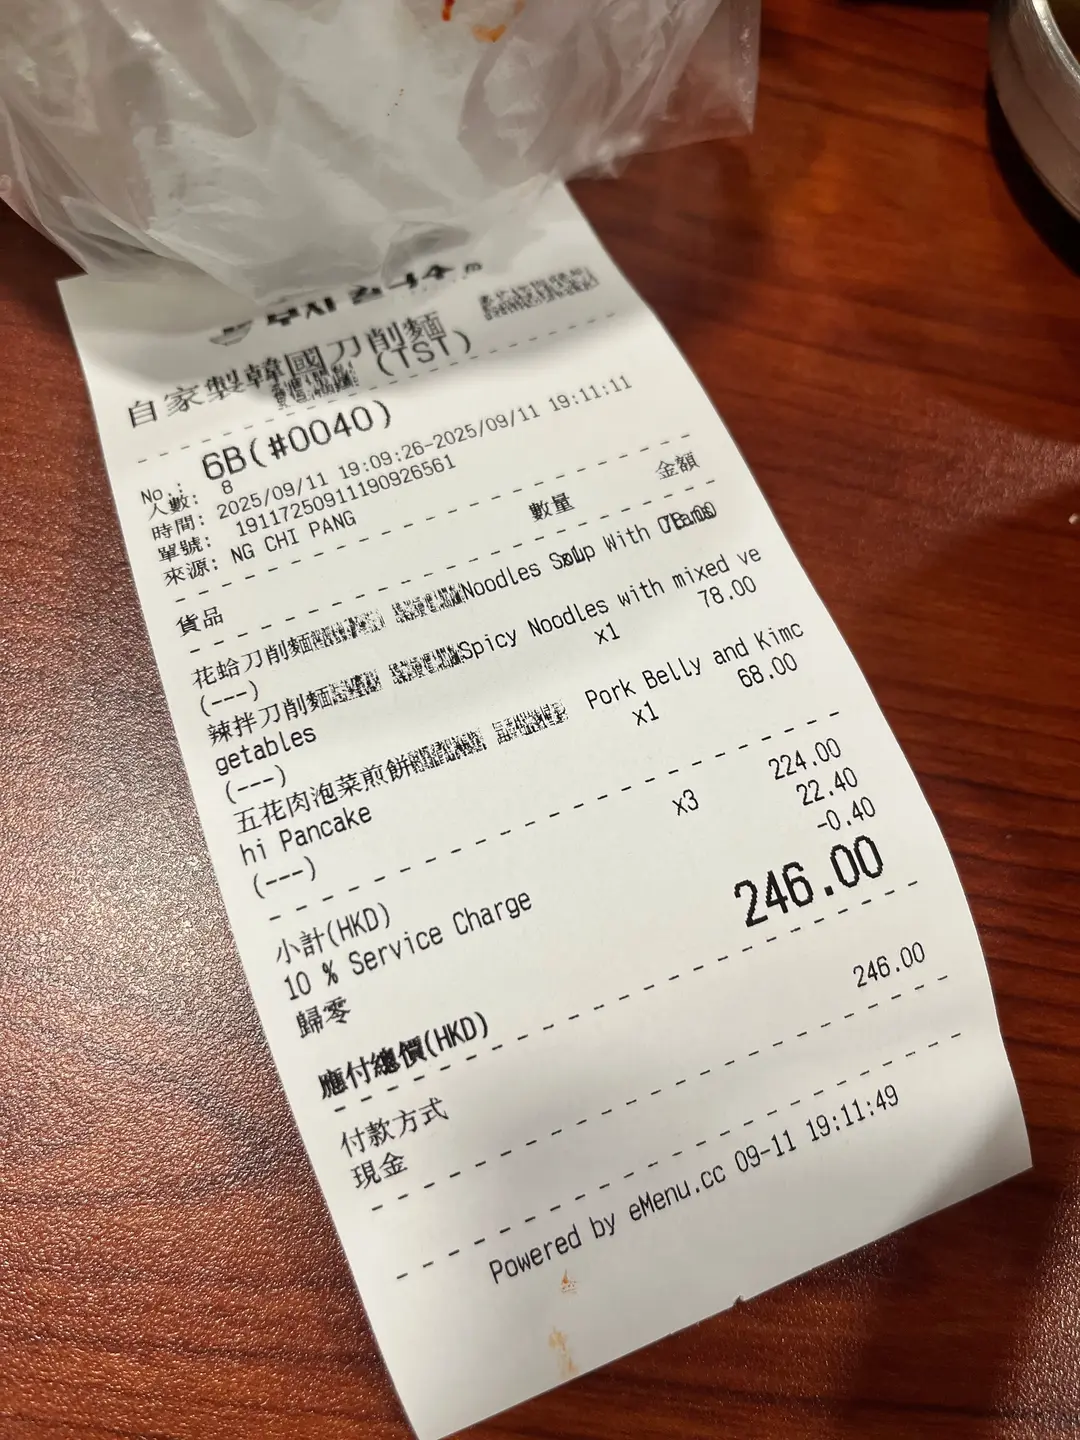 自家製韓國刀削麵
(TST)
No.: 6B(#0040)
人數: 8
時間: 2025/09/11 19:09:26-2025/09/11 19:11:11
單號: 19117250911190926561
來源: NG CHI PANG
貨品 數量 金額
花蛤刀削麵 Noodles Soup With
(---)
辣拌刀削麵 Spicy Noodles with mixed ve
getables x1 78.00
(---)
五花肉泡菜煎餅 Pork Belly and Kimc
hi Pancake x1 68.00
(---)
小計(HKD) x3 224.00
10 % Service Charge 22.40
歸零 -0.40
應付總價(HKD) 246.00
付款方式
現金 246.00
Powered by eMenu.cc 09-11 19:11:49